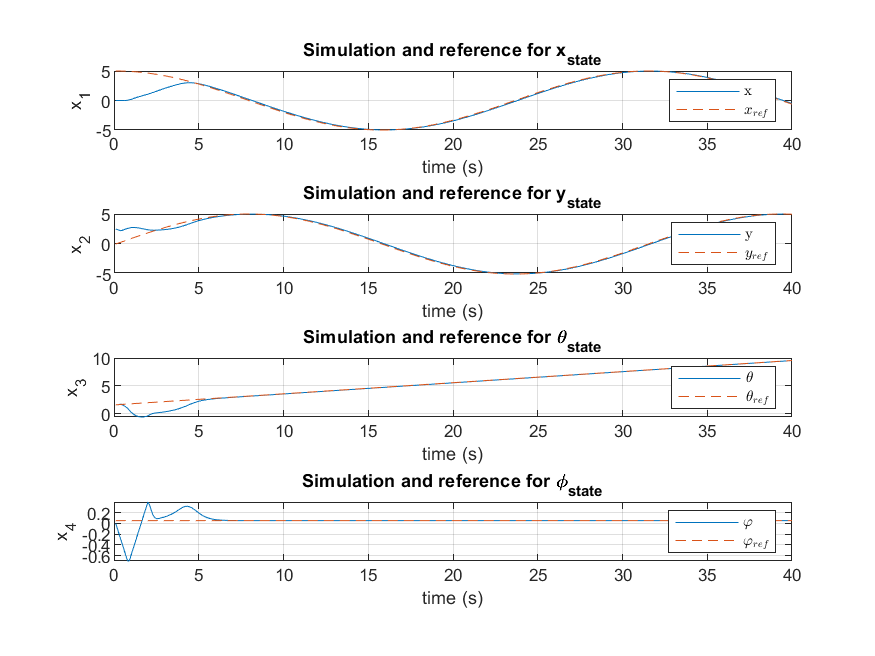 Simulation and reference for x_state
5
0
-5
x_1
x
x_ref
0 5 10 15 20 25 30 35 40
time (s)
Simulation and reference for y_state
5
0
-5
x_2
y
y_ref
0 5 10 15 20 25 30 35 40
time (s)
Simulation and reference for θ_state
10
5
0
x_3
θ
θ_ref
0 5 10 15 20 25 30 35 40
time (s)
Simulation and reference for ϕ_state
0.2
0
-0.2
-0.4
-0.6
x_4
φ
φ_ref
0 5 10 15 20 25 30 35 40
time (s)